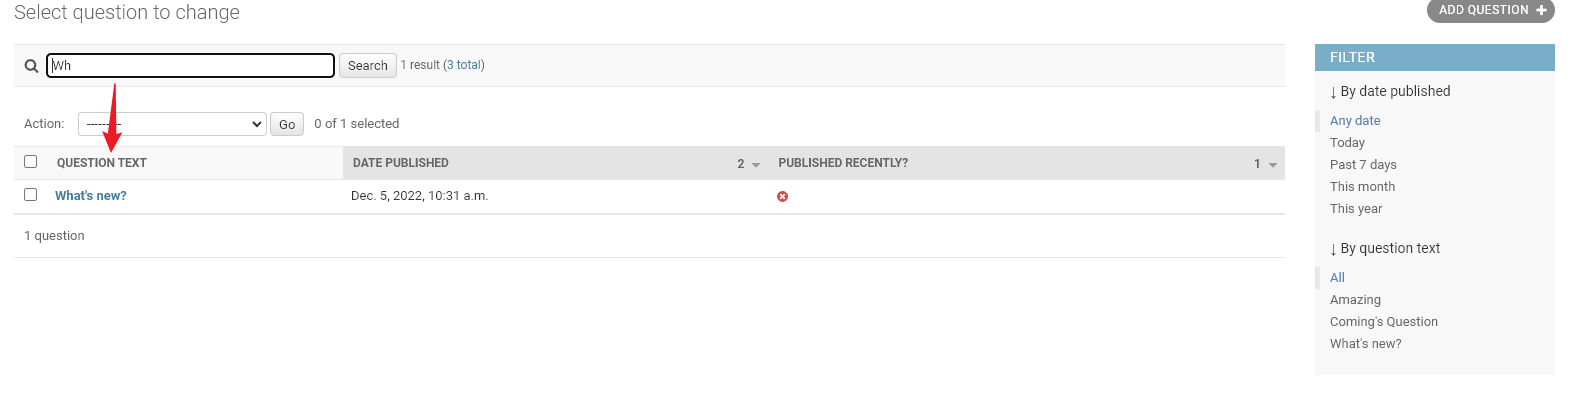 Select question to change
ADD QUESTION
Wh Search 1 result (3 total)
Action: --------- Go 0 of 1 selected
QUESTION TEXT DATE PUBLISHED 2 PUBLISHED RECENTLY? 1
What's new? Dec. 5, 2022, 10:31 a.m.
1 question
FILTER
↓ By date published
Any date
Today
Past 7 days
This month
This year
↓ By question text
All
Amazing
Coming's Question
What's new?